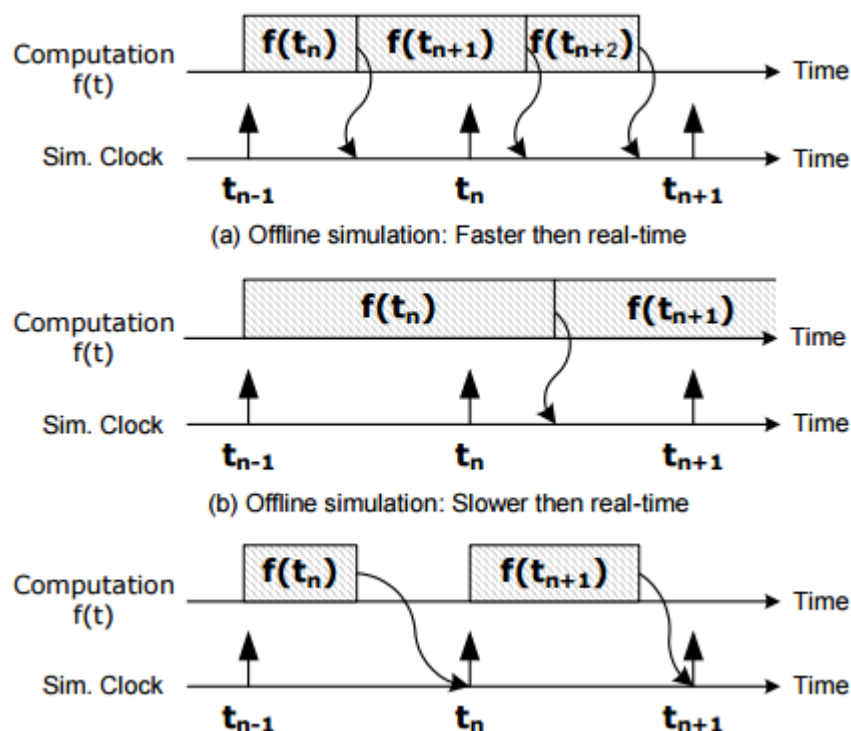 f(tn) f(tn+1) f(tn+2)
Computation
f(t)
Time
Sim. Clock
Time
tn-1 tn tn+1
(a) Offline simulation: Faster then real-time
f(tn) f(tn+1)
Computation
f(t)
Time
Sim. Clock
Time
tn-1 tn tn+1
(b) Offline simulation: Slower then real-time
f(tn) f(tn+1)
Computation
f(t)
Time
Sim. Clock
Time
tn-1 tn tn+1